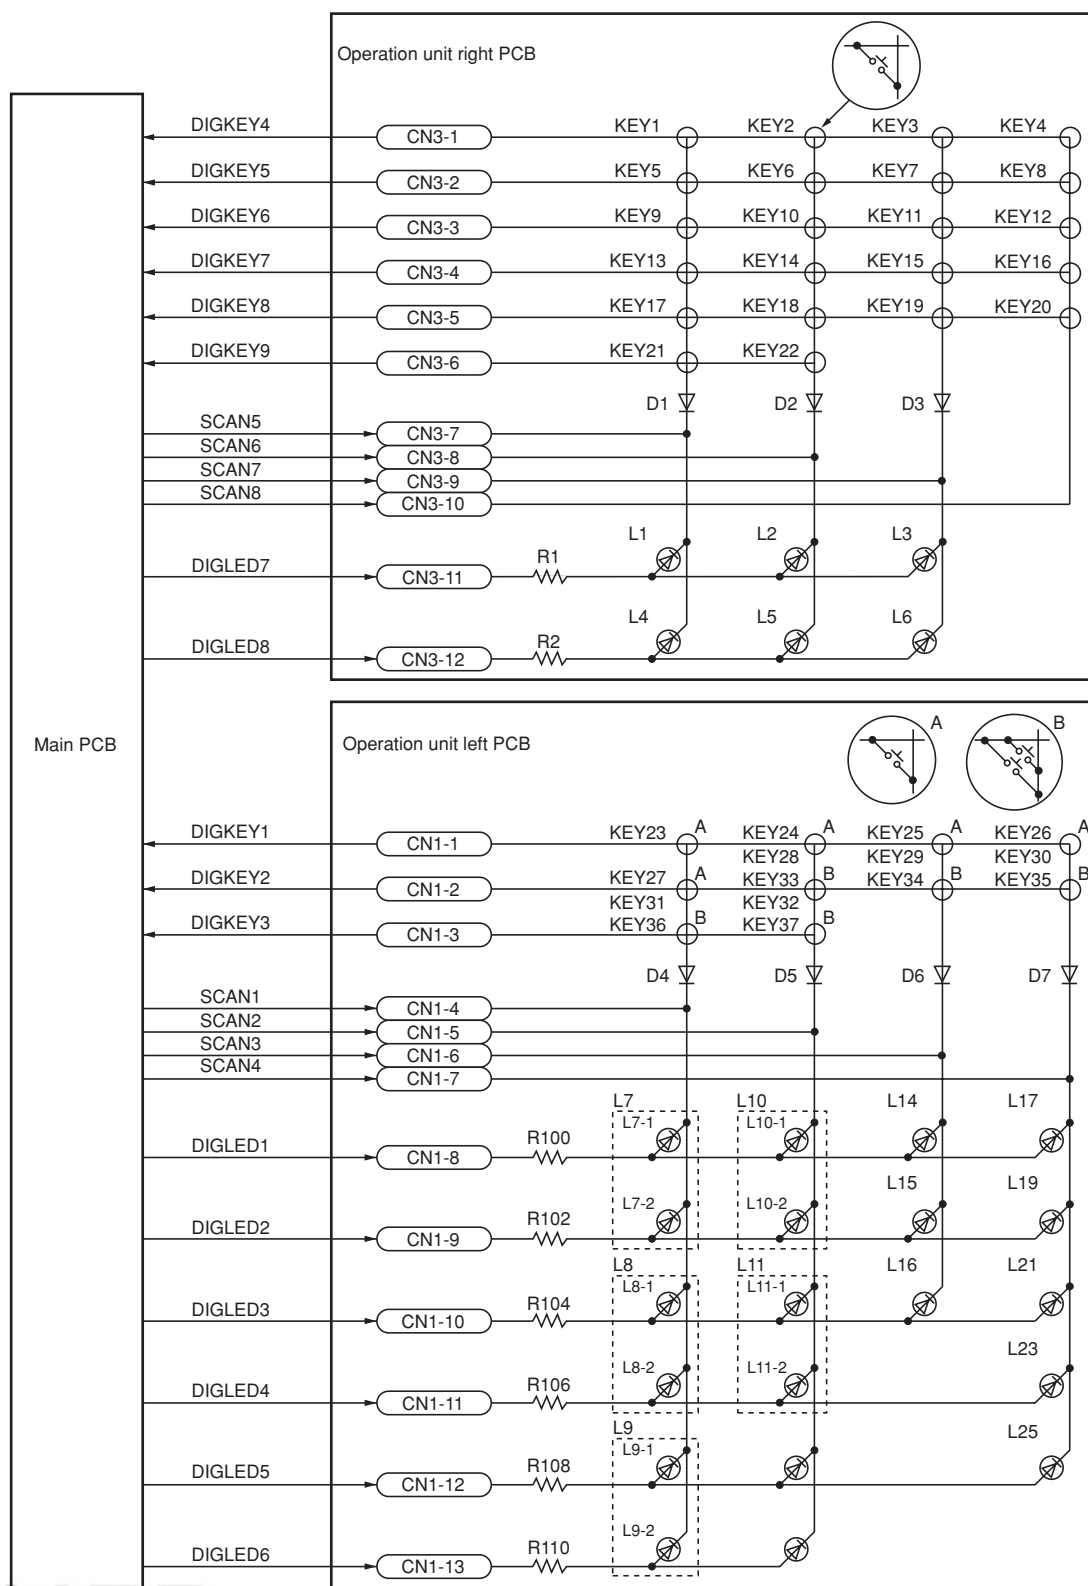 Operation unit right PCB
DIGKEY4 CN3-1 KEY1 KEY2 KEY3 KEY4
DIGKEY5 CN3-2 KEY5 KEY6 KEY7 KEY8
DIGKEY6 CN3-3 KEY9 KEY10 KEY11 KEY12
DIGKEY7 CN3-4 KEY13 KEY14 KEY15 KEY16
DIGKEY8 CN3-5 KEY17 KEY18 KEY19 KEY20
DIGKEY9 CN3-6 KEY21 KEY22
D1 D2 D3
SCAN5 CN3-7
SCAN6 CN3-8
SCAN7 CN3-9
SCAN8 CN3-10
L1 L2 L3
DIGLED7 CN3-11 R1
L4 L5 L6
DIGLED8 CN3-12 R2
Main PCB
Operation unit left PCB
A B
DIGKEY1 CN1-1 KEY23 A KEY24 A KEY25 A KEY26 A
KEY28 KEY29 KEY30
DIGKEY2 CN1-2 KEY27 A KEY33 B KEY34 B KEY35 B
KEY31 KEY32
DIGKEY3 CN1-3 KEY36 B KEY37 B
D4 D5 D6 D7
SCAN1 CN1-4
SCAN2 CN1-5
SCAN3 CN1-6
SCAN4 CN1-7
L7 L10 L14 L17
L7-1 L10-1
DIGLED1 CN1-8 R100
L15 L19
L7-2 L10-2
DIGLED2 CN1-9 R102
L8 L11 L16 L21
L8-1 L11-1
DIGLED3 CN1-10 R104
L23
L8-2 L11-2
DIGLED4 CN1-11 R106
L9 L25
L9-1
DIGLED5 CN1-12 R108
L9-2
DIGLED6 CN1-13 R110